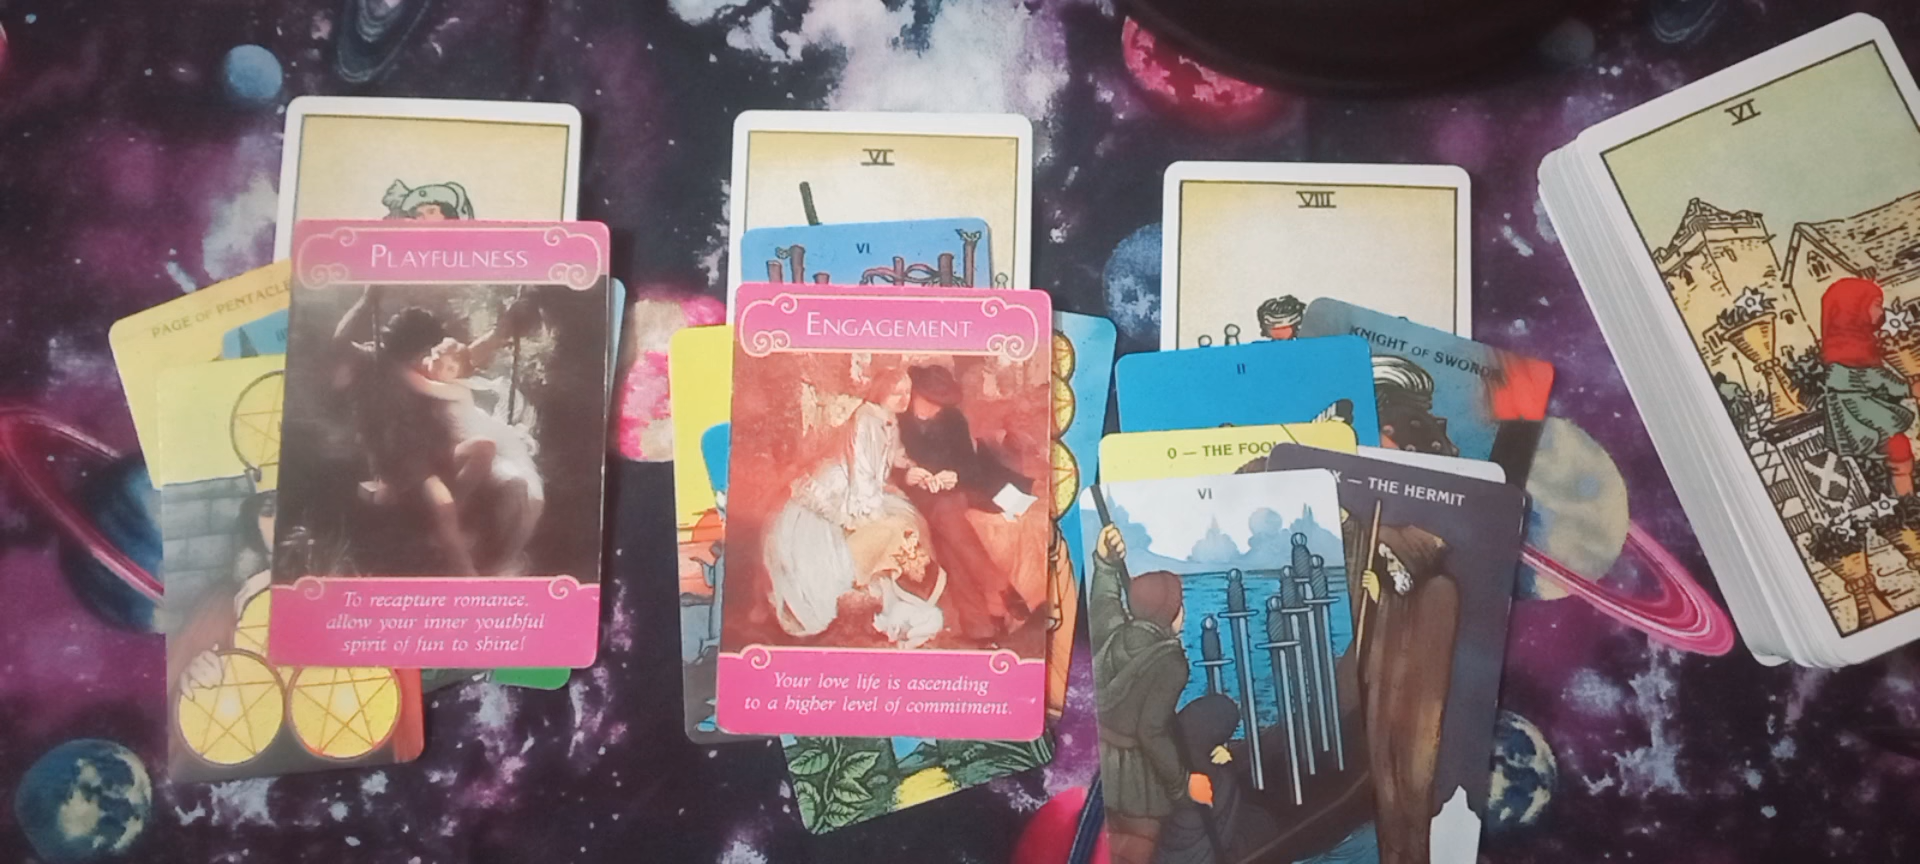 PLAYFULNESS
To recapture romance,
allow your inner youthful
spirit of fun to shine!
PAGE OF PENTACLE
VI
VI
ENGAGEMENT
Your love life is ascending
to a higher level of commitment.
VIII
KNIGHT OF SWORDS
II
0 — THE FOOL
X — THE HERMIT
VI
VI